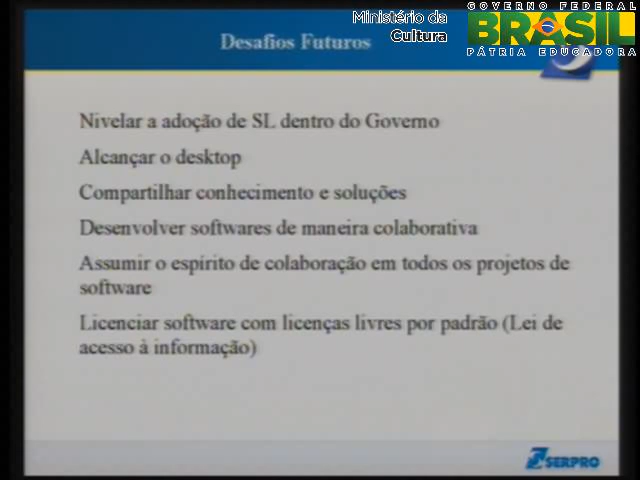 Ministério da
Cultura
GOVERNO FEDERAL
BRASIL
PÁTRIA EDUCADORA
Desafios Futuros
Nivelar a adoção de SL dentro do Governo
Alcançar o desktop
Compartilhar conhecimento e soluções
Desenvolver softwares de maneira colaborativa
Assumir o espírito de colaboração em todos os projetos de
software
Licenciar software com licenças livres por padrão (Lei de
acesso à informação)
SERPRO